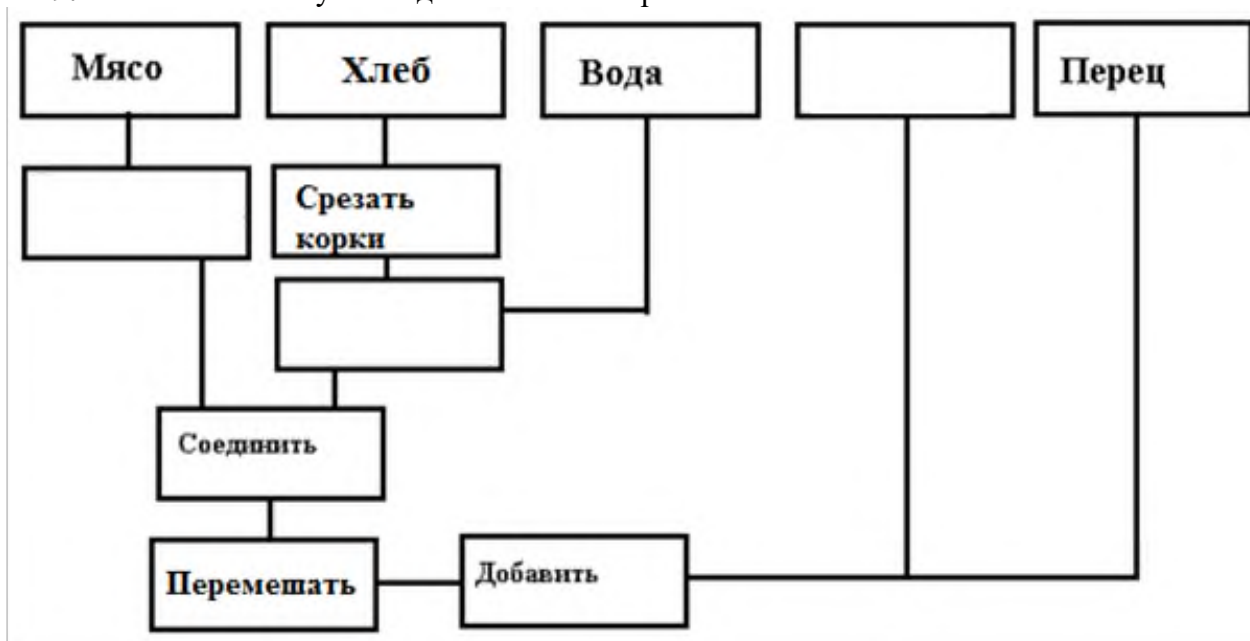 Мясо
Хлеб
Вода
Перец
Срезать
корки
Соединить
Перемешать
Добавить